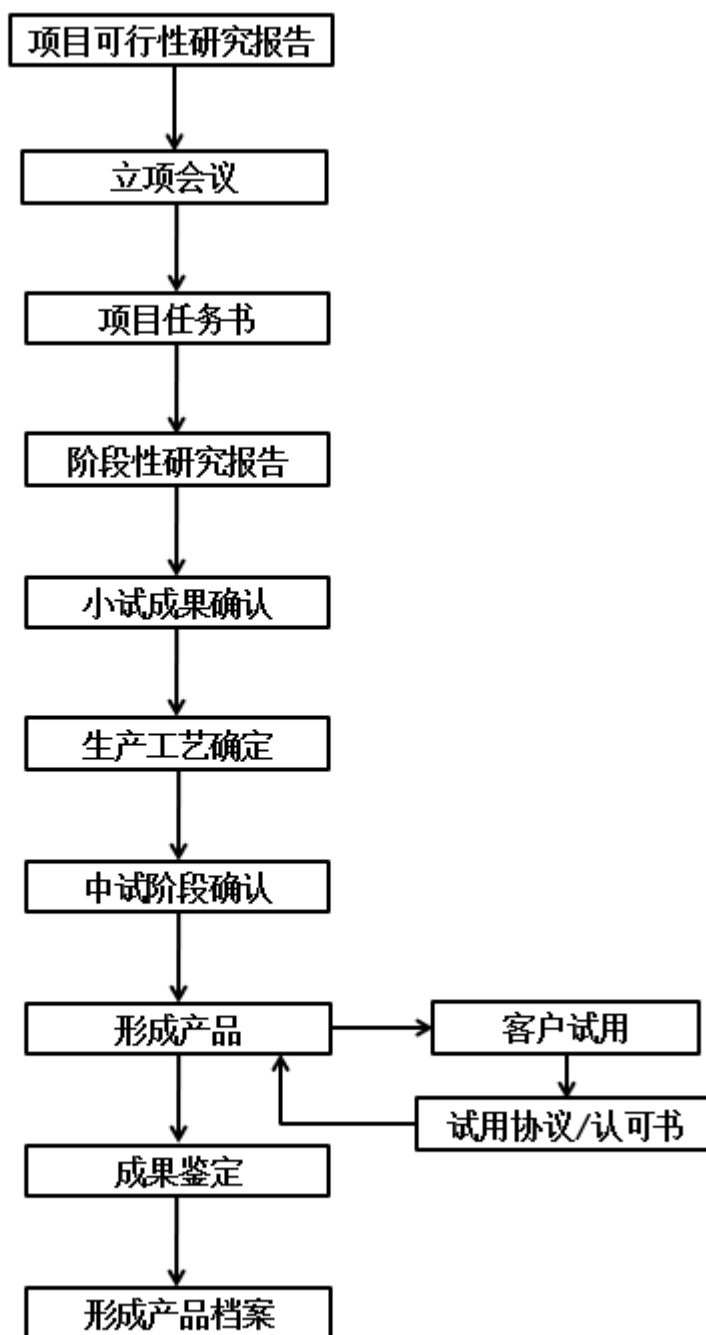 项目可行性研究报告
立项会议
项目任务书
阶段性研究报告
小试成果确认
生产工艺确定
中试阶段确认
形成产品
客户试用
试用协议/认可书
成果鉴定
形成产品档案